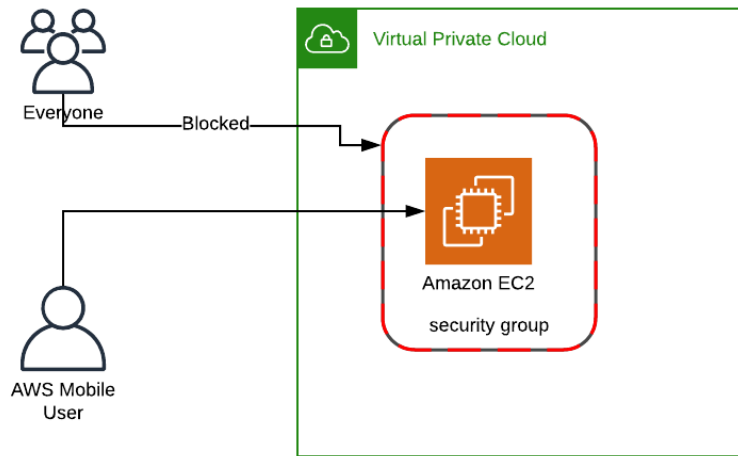 Virtual Private Cloud
Everyone
Blocked
Amazon EC2
security group
AWS Mobile
User